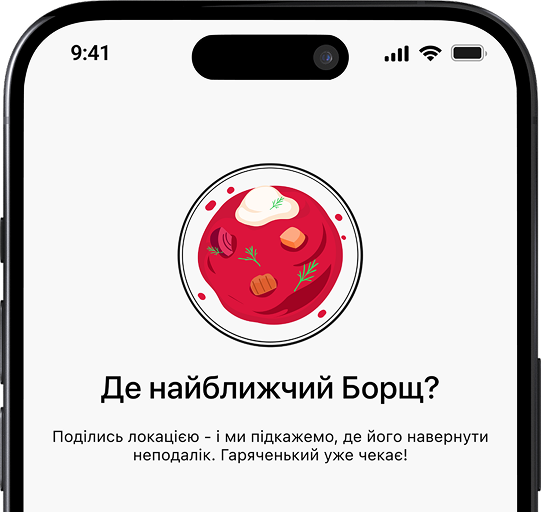 9:41
Де найближчий Борщ?
Поділись локацією - і ми підкажемо, де його навернути
неподалік. Гаряченький уже чекає!